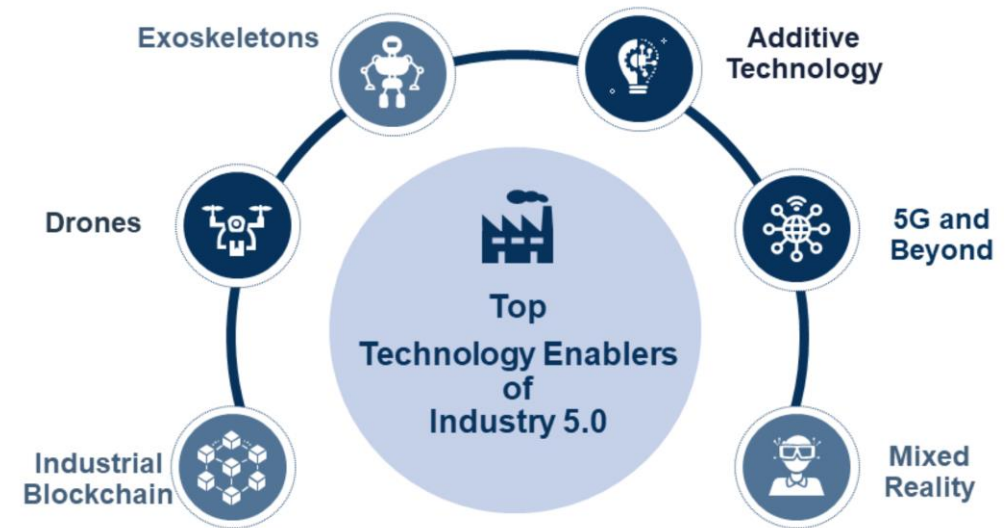 Exoskeletons
Additive
Technology
Drones
5G and
Beyond
Top
Technology Enablers
of
Industry 5.0
Industrial
Blockchain
Mixed
Reality